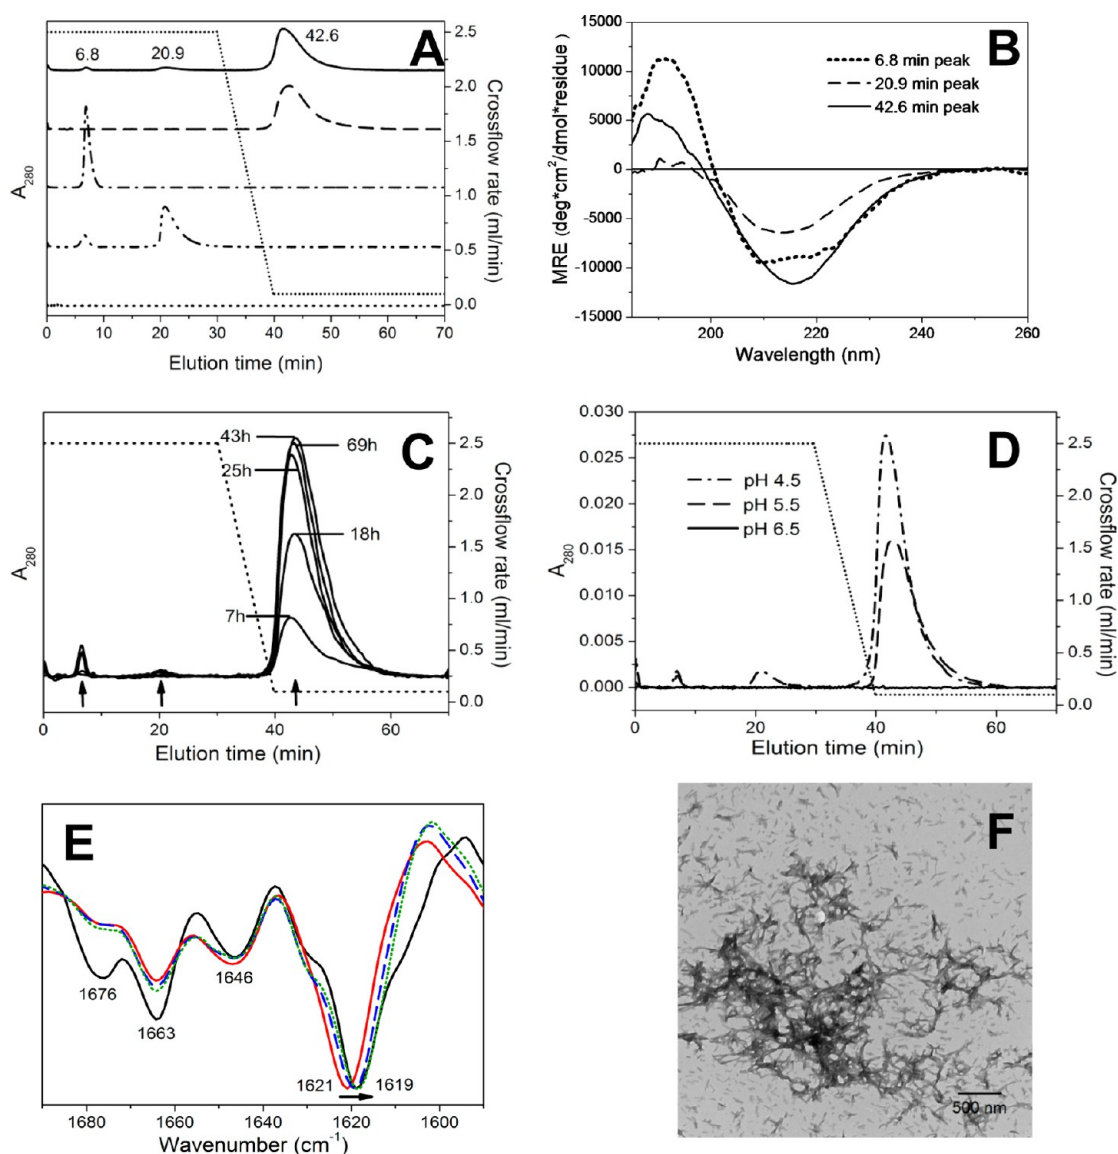 A
6.8
20.9
42.6
2.5
2.0
1.5
1.0
0.5
0.0
A280
Crossflow rate (ml/min)
0 10 20 30 40 50 60 70
Elution time (min)
B
6.8 min peak
20.9 min peak
42.6 min peak
15000
10000
5000
0
-5000
-10000
-15000
MRE (deg*cm²/dmol*residue)
200 220 240 260
Wavelength (nm)
C
43h
69h
25h
18h
7h
2.5
2.0
1.5
1.0
0.5
0.0
A280
Crossflow rate (ml/min)
0 20 40 60
Elution time (min)
D
pH 4.5
pH 5.5
pH 6.5
0.030
0.025
0.020
0.015
0.010
0.005
0.000
A280
2.5
2.0
1.5
1.0
0.5
0.0
Crossflow rate (ml/min)
0 20 40 60
Elution time (min)
E
1676
1663
1646
1621
1619
1680 1660 1640 1620 1600
Wavenumber (cm⁻¹)
F
500 nm